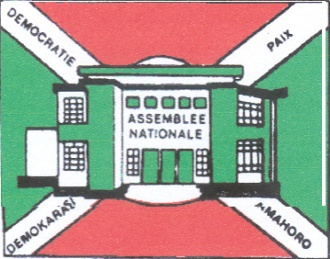 DEMOCRATIE
PAIX
ASSEMBLEE
NATIONALE
DEMOKARASI
AMAHORO